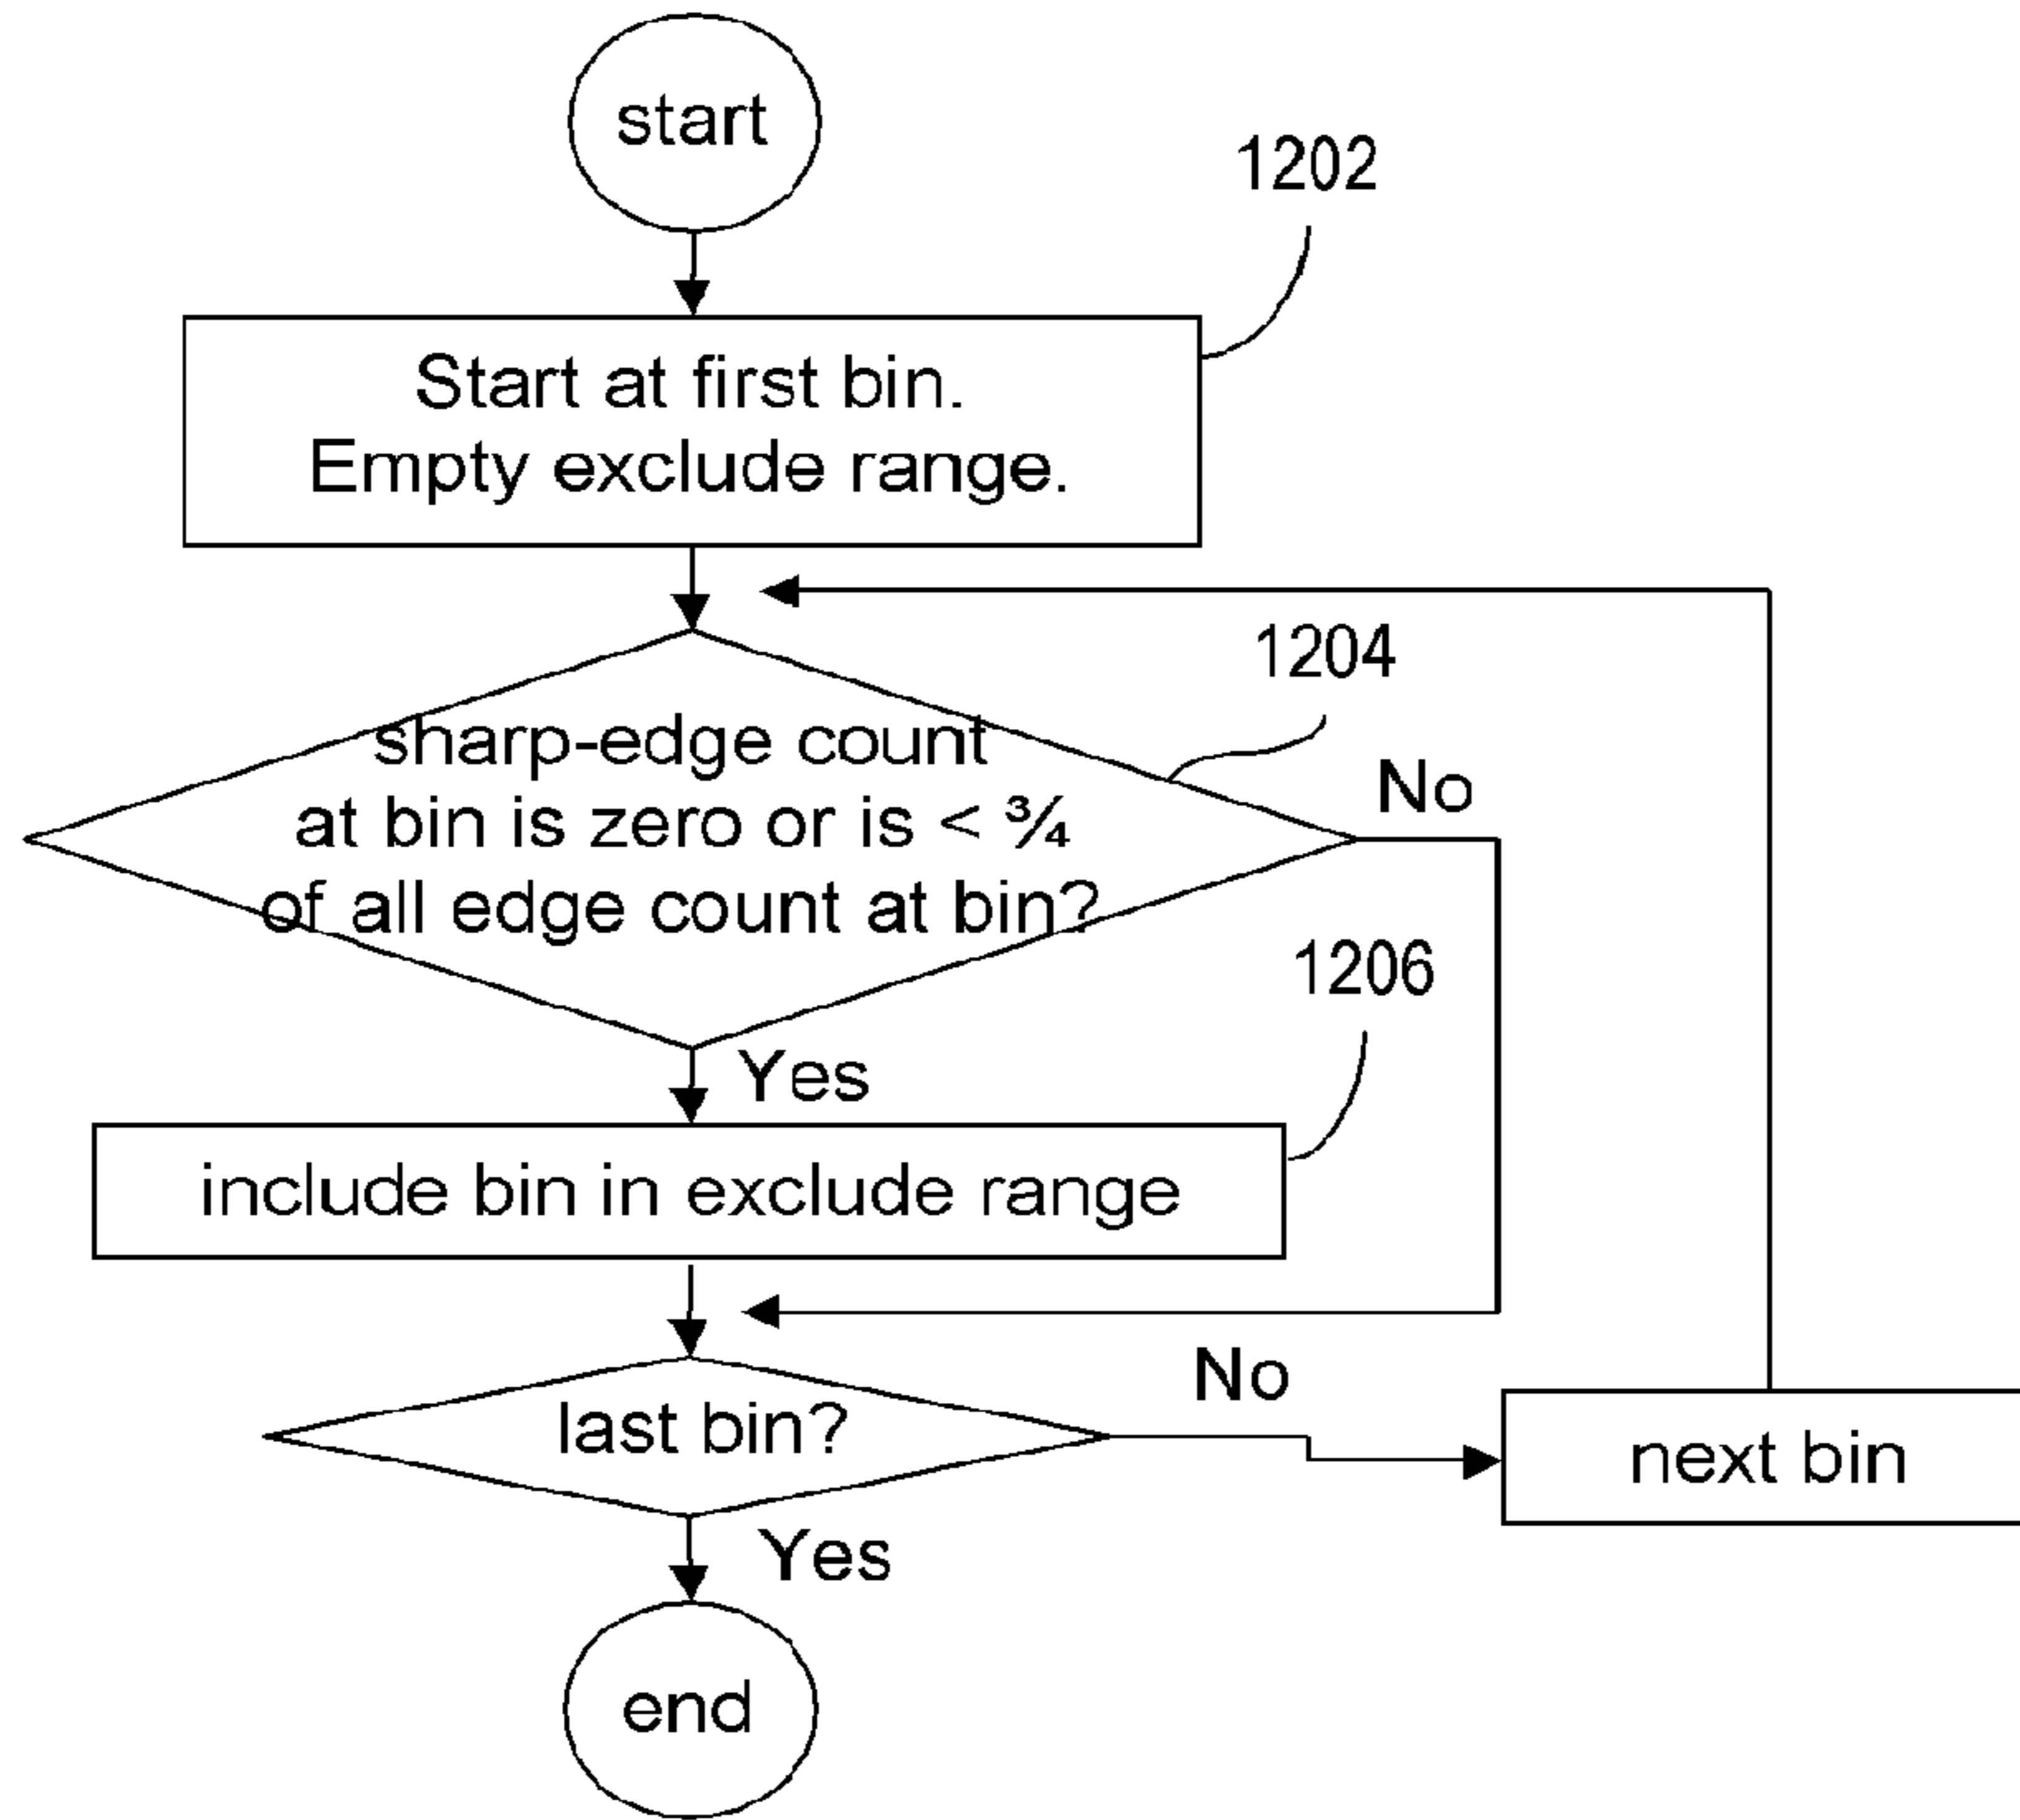 start
1202
Start at first bin.
Empty exclude range.
1204
sharp-edge count
at bin is zero or is < ¾
of all edge count at bin?
No
1206
Yes
include bin in exclude range
last bin?
No
next bin
Yes
end